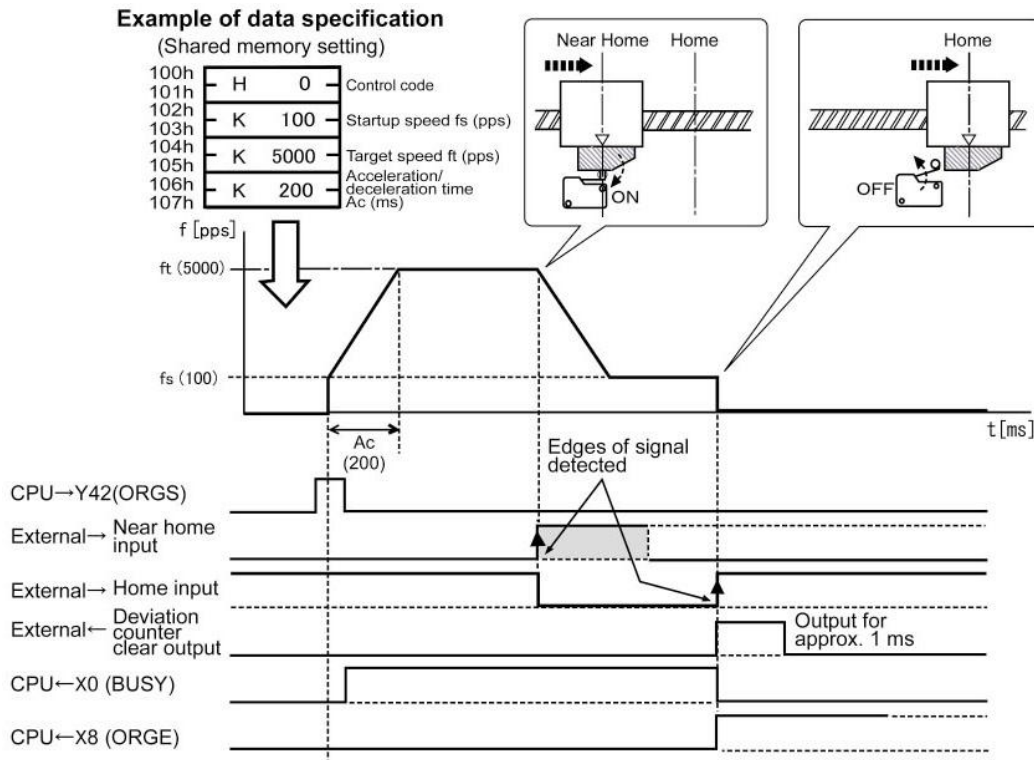 Example of data specification
(Shared memory setting)
100h
101h
H 0
Control code
102h
103h
K 100
Startup speed fs (pps)
104h
105h
K 5000
Target speed ft (pps)
106h
107h
K 200
Acceleration/
deceleration time
Ac (ms)
Near Home
Home
ON
Home
OFF
f [pps]
ft (5000)
fs (100)
t [ms]
Ac
(200)
Edges of signal
detected
CPU→Y42(ORGS)
External→ Near home
input
External→ Home input
External← Deviation
counter
clear output
Output for
approx. 1 ms
CPU←X0 (BUSY)
CPU←X8 (ORGE)